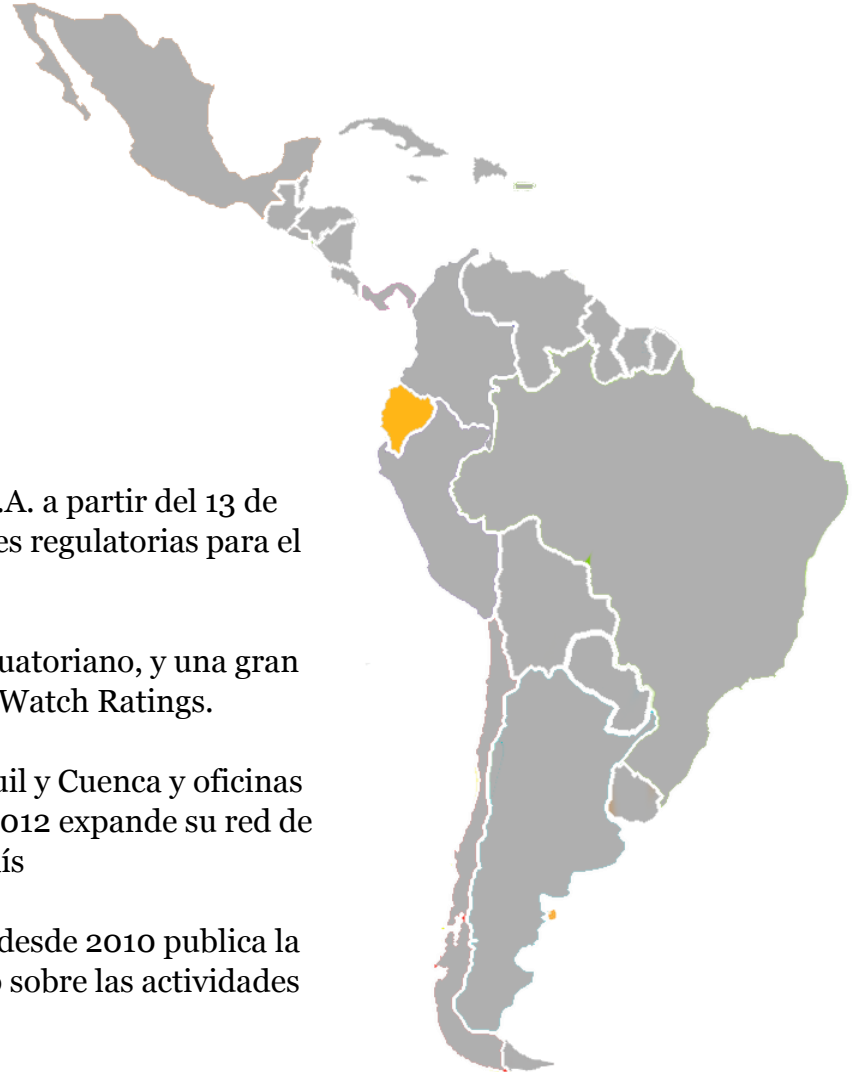 .A. a partir del 13 de
es regulatorias para el
uatoriano, y una gran
Watch Ratings.
uil y Cuenca y oficinas
012 expande su red de
ís
desde 2010 publica la
o sobre las actividades